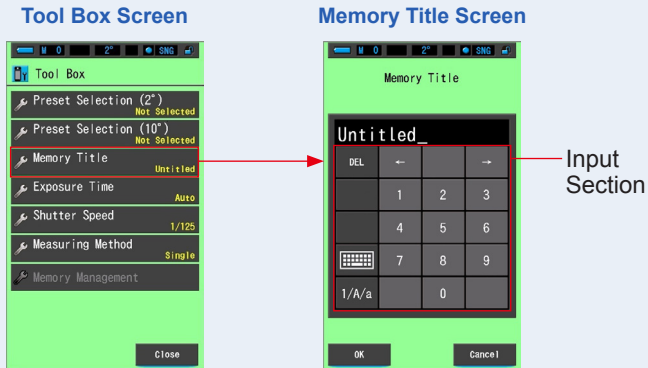 Tool Box Screen
M 0 2° SNG
Tool Box
Preset Selection (2°)
Not Selected
Preset Selection (10°)
Not Selected
Memory Title
Untitled
Exposure Time
Auto
Shutter Speed
1/125
Measuring Method
Single
Memory Management
Close
Memory Title Screen
M 0 2° SNG
Memory Title
Untitled_
DEL ← →
1 2 3
4 5 6
7 8 9
1/A/a 0
OK Cancel
Input
Section